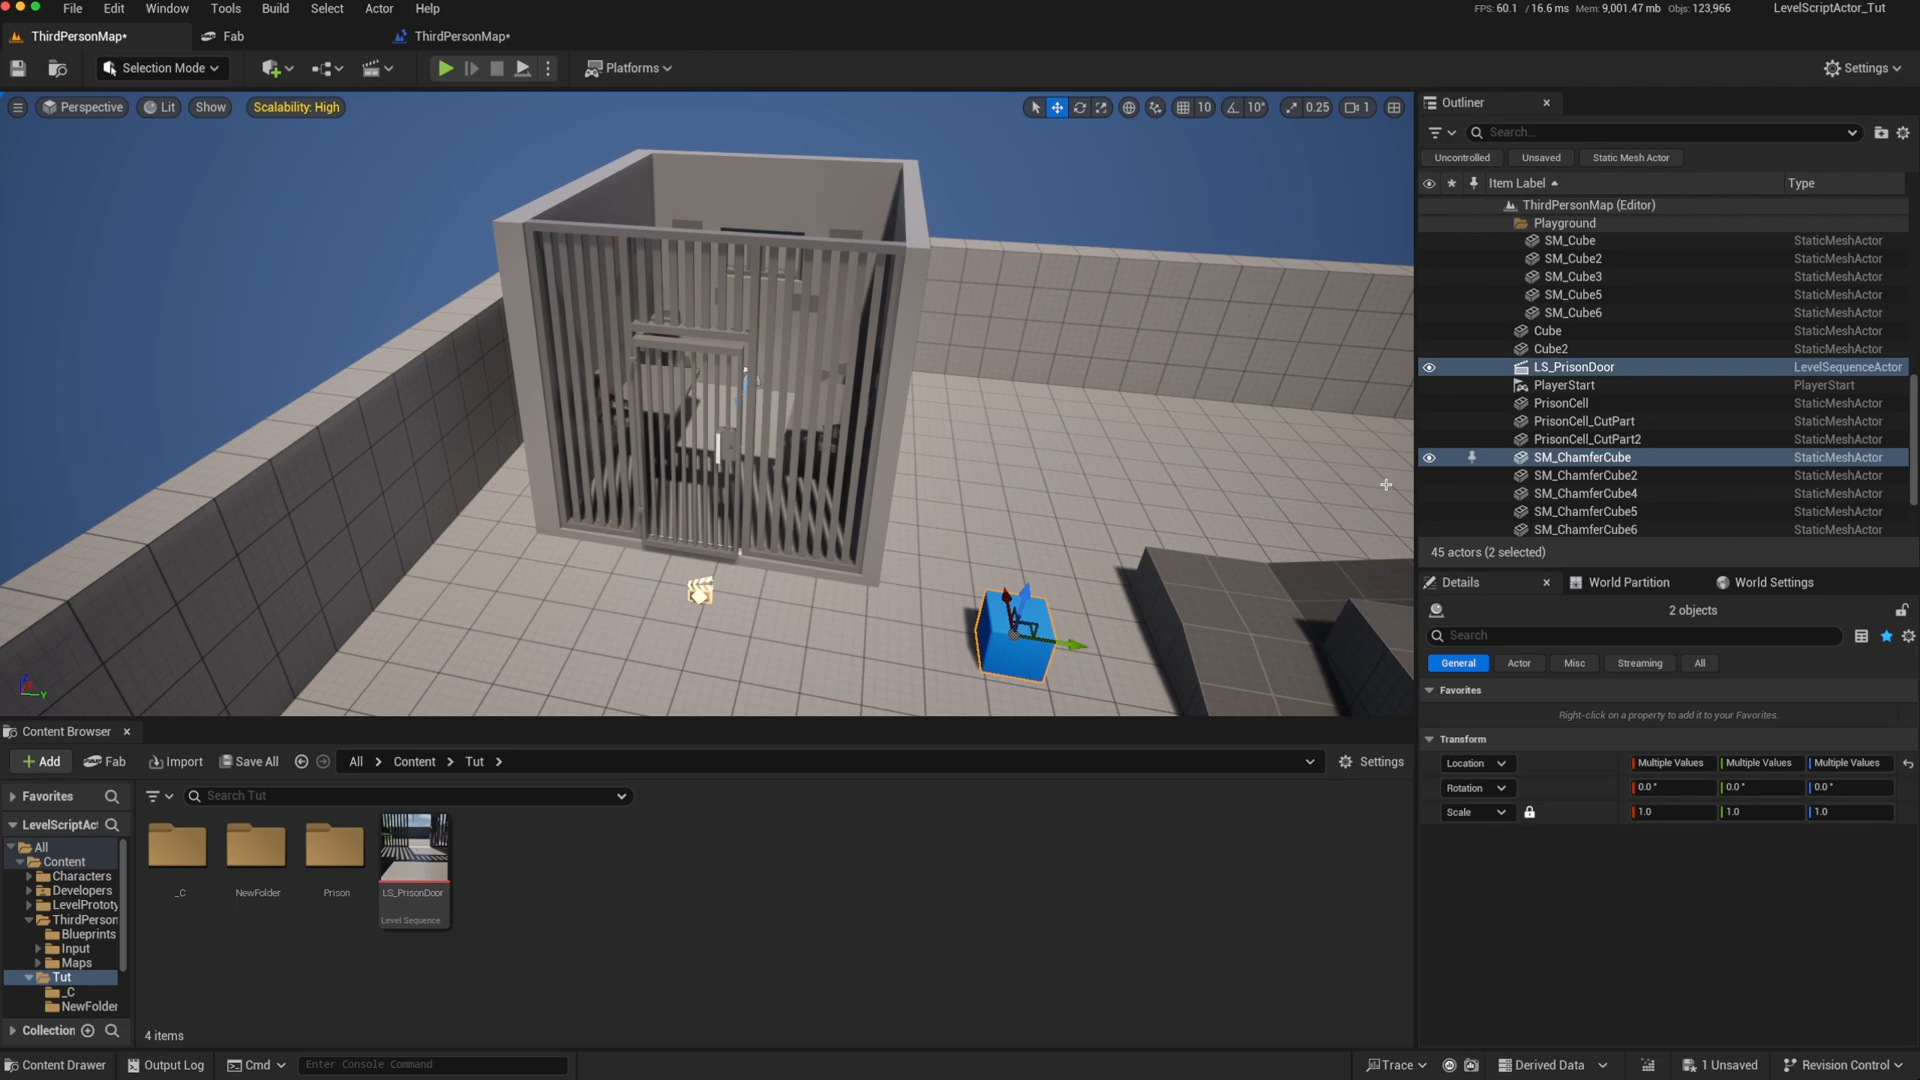 File Edit Window Tools Build Select Actor Help
FPS: 60.1 / 16.6 ms Mem: 9,001.47 mb Objs: 123,966
LevelScriptActor_Tut
ThirdPersonMap*
Fab
ThirdPersonMap*
Selection Mode
Platforms
Settings
Perspective
Lit
Show
Scalability: High
10
10°
0.25
1
Outliner
Search...
Uncontrolled
Unsaved
Static Mesh Actor
Item Label
Type
ThirdPersonMap (Editor)
Playground
SM_Cube StaticMeshActor
SM_Cube2 StaticMeshActor
SM_Cube3 StaticMeshActor
SM_Cube5 StaticMeshActor
SM_Cube6 StaticMeshActor
Cube StaticMeshActor
Cube2 StaticMeshActor
LS_PrisonDoor LevelSequenceActor
PlayerStart PlayerStart
PrisonCell StaticMeshActor
PrisonCell_CutPart StaticMeshActor
PrisonCell_CutPart2 StaticMeshActor
SM_ChamferCube StaticMeshActor
SM_ChamferCube2 StaticMeshActor
SM_ChamferCube4 StaticMeshActor
SM_ChamferCube5 StaticMeshActor
SM_ChamferCube6 StaticMeshActor
45 actors (2 selected)
Details
World Partition
World Settings
2 objects
Search
General
Actor
Misc
Streaming
All
Favorites
Right-click on a property to add it to your Favorites.
Transform
Location Multiple Values Multiple Values Multiple Values
Rotation 0.0° 0.0° 0.0°
Scale 1.0 1.0 1.0
Y
Content Browser
Add
Fab
Import
Save All
All
Content
Tut
Settings
Favorites
Search Tut
LevelScriptAc
All
Content
Characters
Developers
LevelPrototy
ThirdPerson
Blueprints
Input
Maps
Tut
_C
NewFolder
Collection
_C
NewFolder
Prison
LS_PrisonDoor
Level Sequence
4 items
Content Drawer
Output Log
Cmd
Enter Console Command
Trace
Derived Data
1 Unsaved
Revision Control